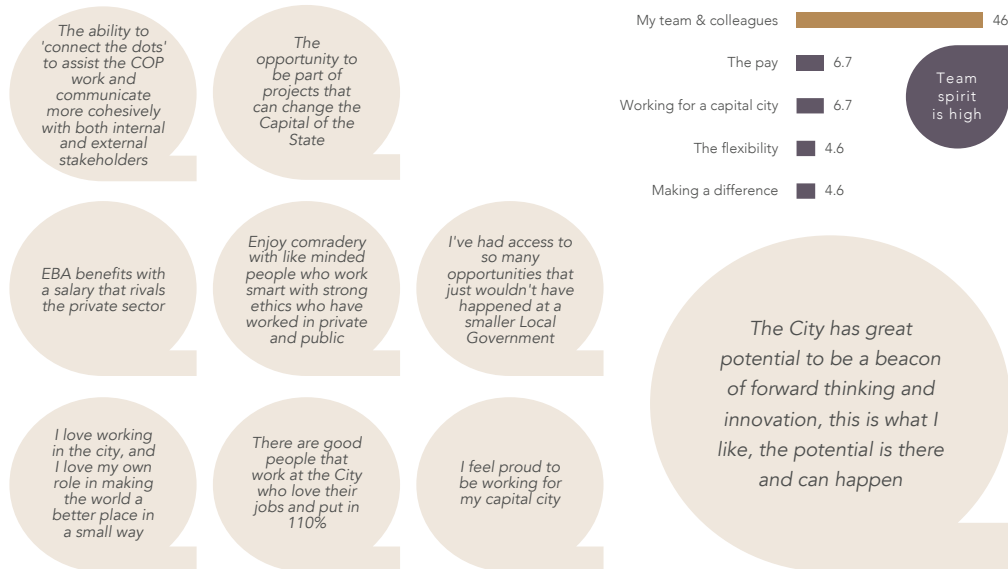 The ability to
'connect the dots'
to assist the COP
work and
communicate
more cohesively
with both internal
and external
stakeholders
The
opportunity to
be part of
projects that
can change the
Capital of the
State
My team & colleagues 46
The pay 6.7
Working for a capital city 6.7
The flexibility 4.6
Making a difference 4.6
Team
spirit
is high
EBA benefits with
a salary that rivals
the private sector
Enjoy comradery
with like minded
people who work
smart with strong
ethics who have
worked in private
and public
I've had access to
so many
opportunities that
just wouldn't have
happened at a
smaller Local
Government
The City has great
potential to be a beacon
of forward thinking and
innovation, this is what I
like, the potential is there
and can happen
I love working
in the city, and
I love my own
role in making
the world a
better place in
a small way
There are good
people that
work at the City
who love their
jobs and put in
110%
I feel proud to
be working for
my capital city